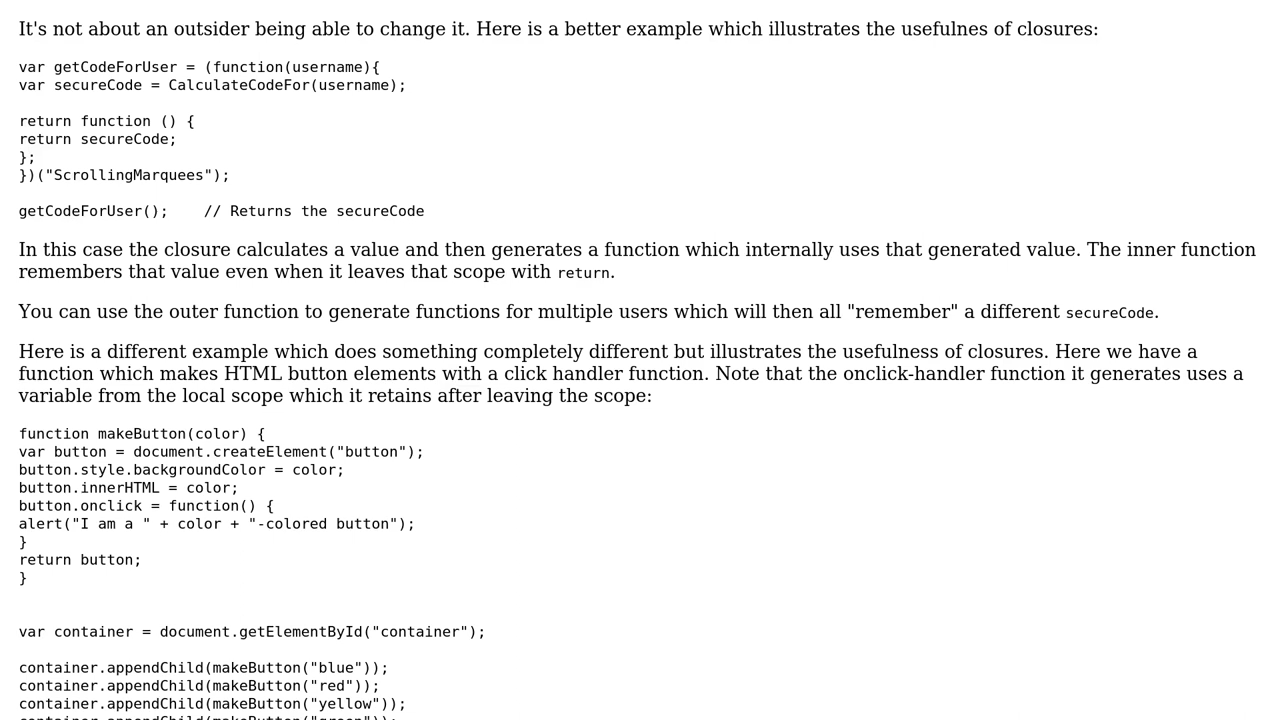 It's not about an outsider being able to change it. Here is a better example which illustrates the usefulnes of closures:
var getCodeForUser = (function(username){
var secureCode = CalculateCodeFor(username);
return function () {
return secureCode;
};
})("ScrollingMarquees");
getCodeForUser();    // Returns the secureCode
In this case the closure calculates a value and then generates a function which internally uses that generated value. The inner function
remembers that value even when it leaves that scope with return.
You can use the outer function to generate functions for multiple users which will then all "remember" a different secureCode.
Here is a different example which does something completely different but illustrates the usefulness of closures. Here we have a
function which makes HTML button elements with a click handler function. Note that the onclick-handler function it generates uses a
variable from the local scope which it retains after leaving the scope:
function makeButton(color) {
var button = document.createElement("button");
button.style.backgroundColor = color;
button.innerHTML = color;
button.onclick = function() {
alert("I am a " + color + "-colored button");
}
return button;
}
var container = document.getElementById("container");
container.appendChild(makeButton("blue"));
container.appendChild(makeButton("red"));
container.appendChild(makeButton("yellow"));